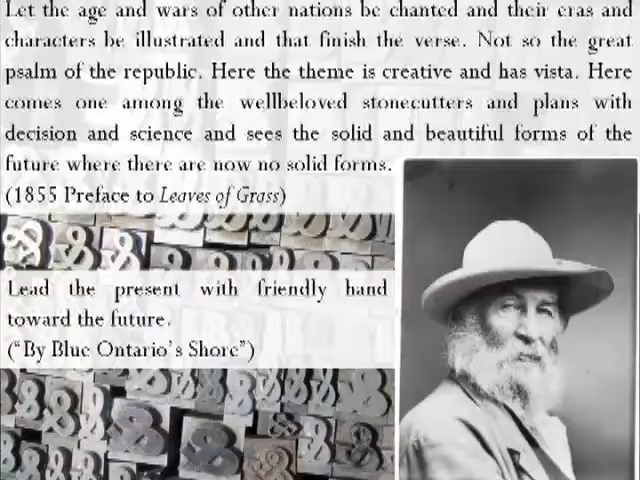 Let the age and wars of other nations be chanted and their eras and
characters be illustrated and that finish the verse. Not so the great
psalm of the republic. Here the theme is creative and has vista. Here
comes one among the wellbeloved stonecutters and plans with
decision and science and sees the solid and beautiful forms of the
future where there are now no solid forms.
(1855 Preface to Leaves of Grass)
Lead the present with friendly hand
toward the future.
(“By Blue Ontario’s Shore”)